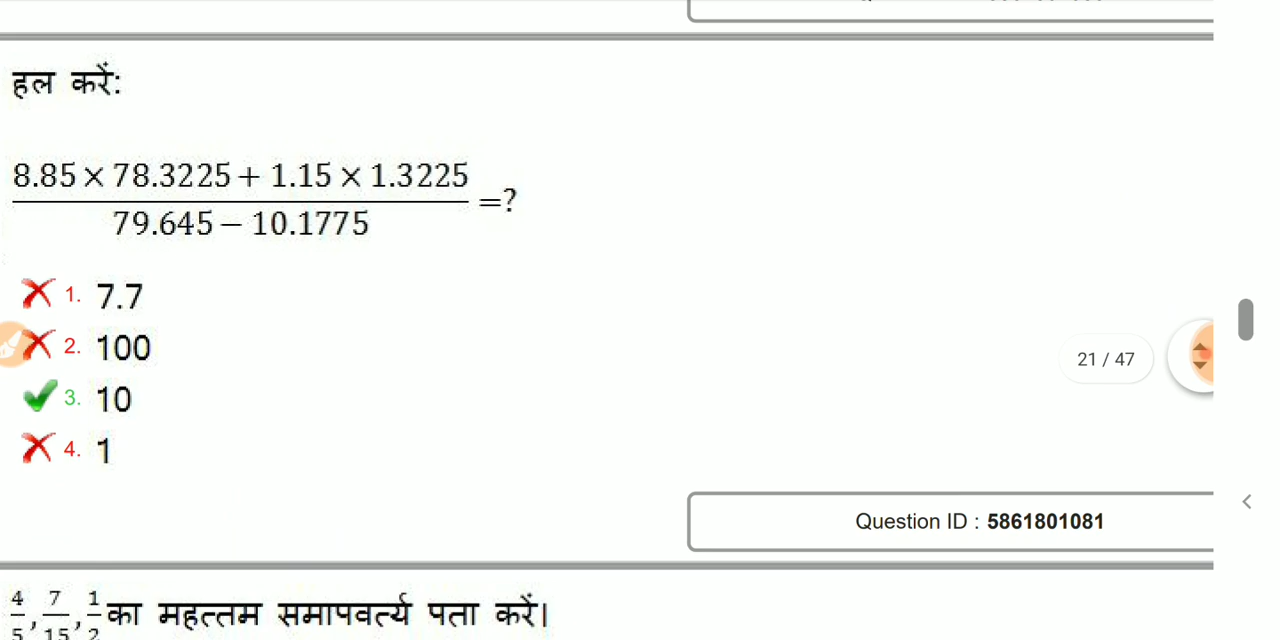 हल करें:
8.85 × 78.3225 + 1.15 × 1.3225
79.645 − 10.1775
=?
1. 7.7
2. 100
3. 10
4. 1
21 / 47
Question ID : 5861801081
4/5, 7/15, 1/2 का महत्तम समापवर्त्य पता करें।